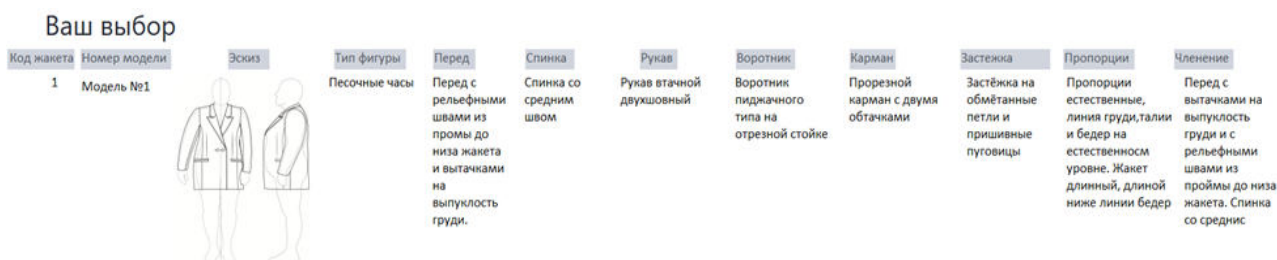 Ваш выбор
Код жакета Номер модели Эскиз Тип фигуры Перед Спинка Рукав Воротник Карман Застежка Пропорции Членение
1
Модель №1
Песочные часы
Перед с
рельефными
швами из
промы до
низа жакета
и вытачками
на
выпуклость
груди.
Спинка со
средним
швом
Рукав втачной
двухшовный
Воротник
пиджачного
типа на
отрезной стойке
Прорезной
карман с двумя
обтачками
Застёжка на
обмётанные
петли и
пришивные
пуговицы
Пропорции
естественные,
линия груди,талии
и бедер на
естественносм
уровне. Жакет
длинный, длиной
ниже линии бедер
Перед с
вытачками на
выпуклость
груди и с
рельефными
швами из
проймы до низа
жакета. Спинка
со среднис